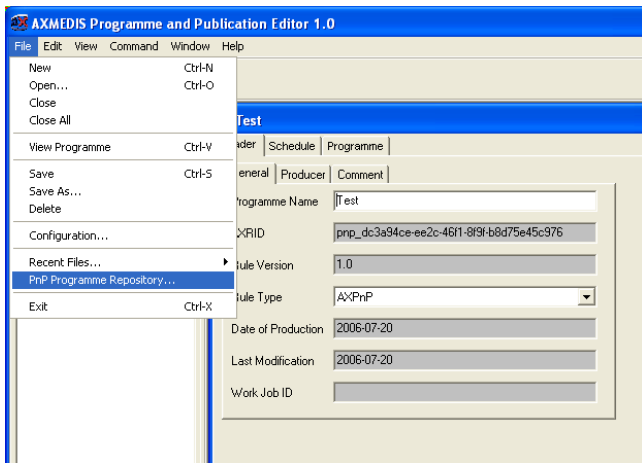 AXMEDIS Programme and Publication Editor 1.0
File Edit View Command Window Help
New Ctrl-N
Open... Ctrl-O
Close
Close All
View Programme Ctrl-V
Save Ctrl-S
Save As...
Delete
Configuration...
Recent Files...
PnP Programme Repository...
Exit Ctrl-X
Test
ader Schedule Programme
eneral Producer Comment
Programme Name Test
XRID pnp_dc3a94ce-ee2c-46f1-8f9f-b8d75e45c976
Rule Version 1.0
Rule Type AXPnP
Date of Production 2006-07-20
Last Modification 2006-07-20
Work Job ID